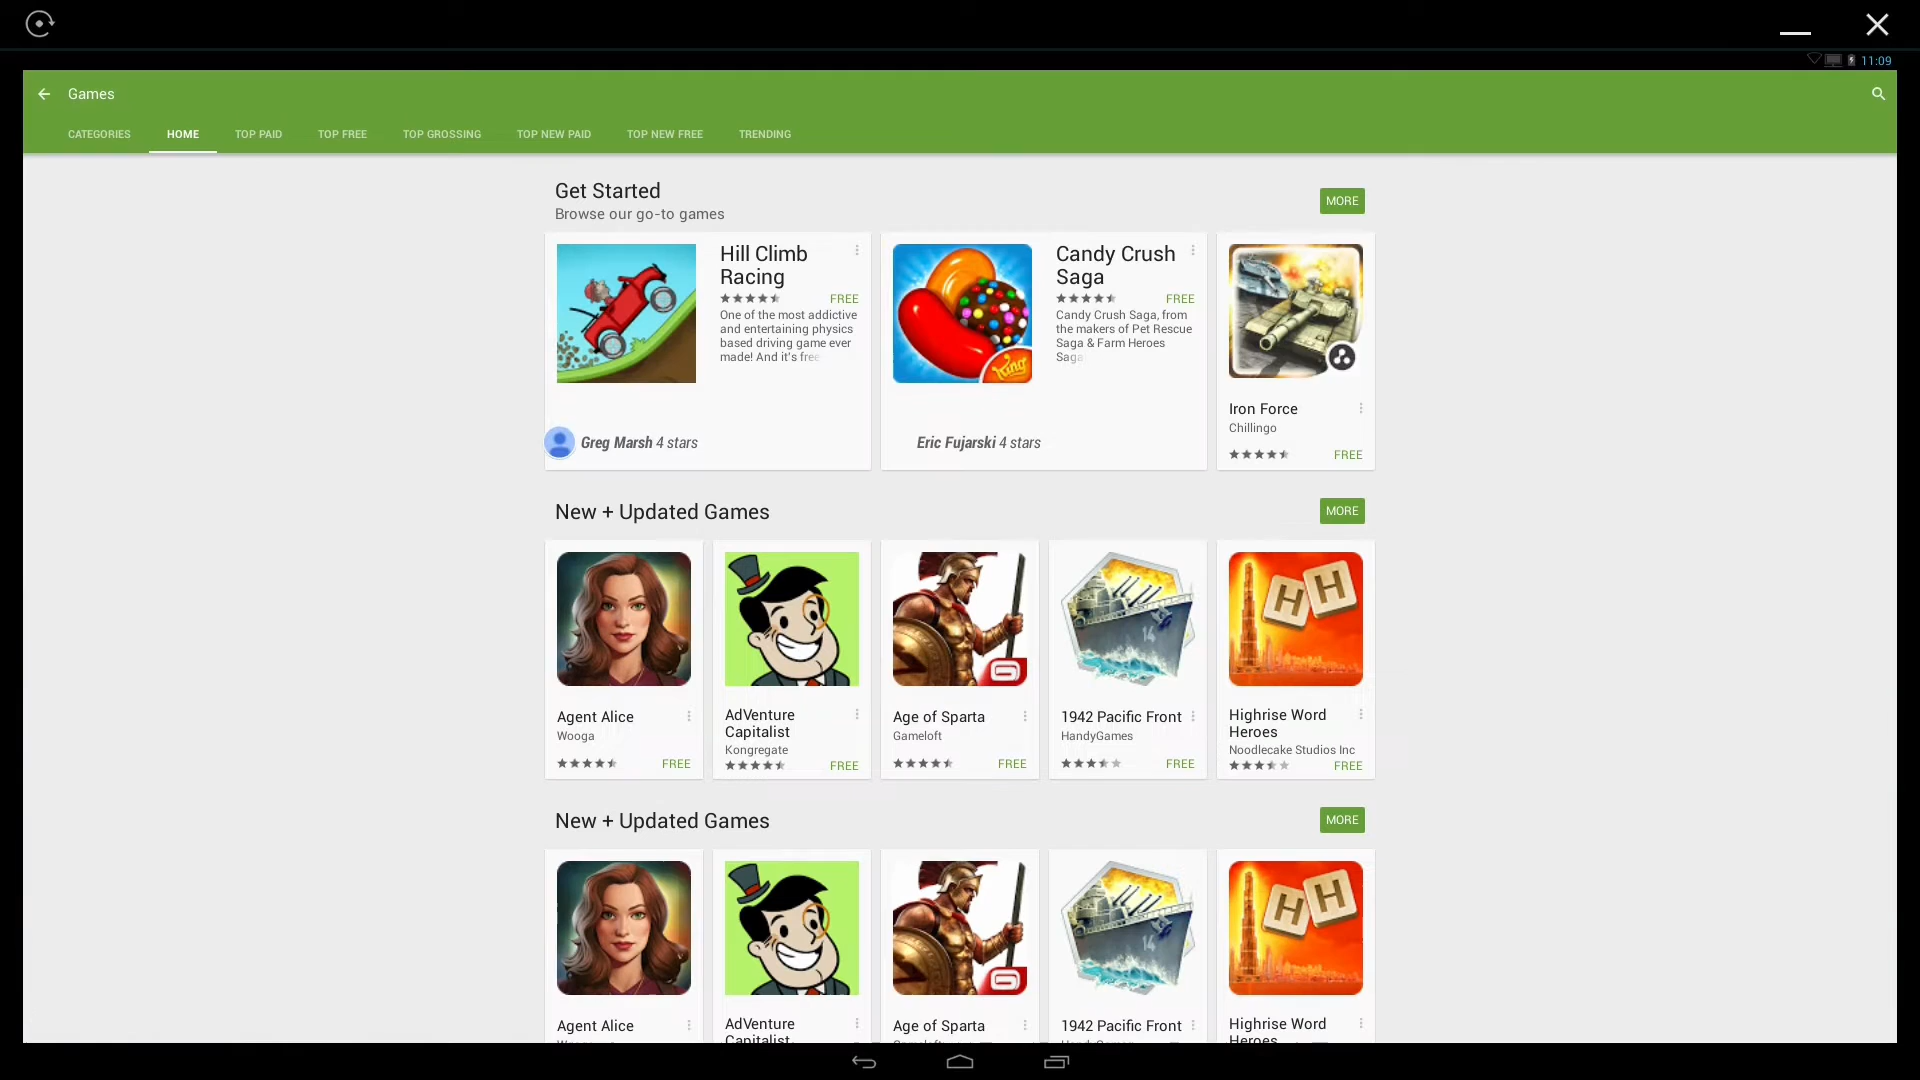 11:09
Games
CATEGORIES HOME TOP PAID TOP FREE TOP GROSSING TOP NEW PAID TOP NEW FREE TRENDING
Get Started
Browse our go-to games
MORE
Hill Climb
Racing
FREE
One of the most addictive
and entertaining physics
based driving game ever
made! And it's free
Greg Marsh 4 stars
Candy Crush
Saga
FREE
Candy Crush Saga, from
the makers of Pet Rescue
Saga & Farm Heroes
Saga
King
Eric Fujarski 4 stars
Iron Force
Chillingo
FREE
New + Updated Games
MORE
Agent Alice
Wooga
FREE
AdVenture
Capitalist
Kongregate
FREE
Age of Sparta
Gameloft
FREE
14
1942 Pacific Front
HandyGames
FREE
H H
Highrise Word
Heroes
Noodlecake Studios Inc
FREE
New + Updated Games
MORE
Agent Alice
AdVenture
Capitalist
Age of Sparta
14
1942 Pacific Front
H H
Highrise Word
Heroes